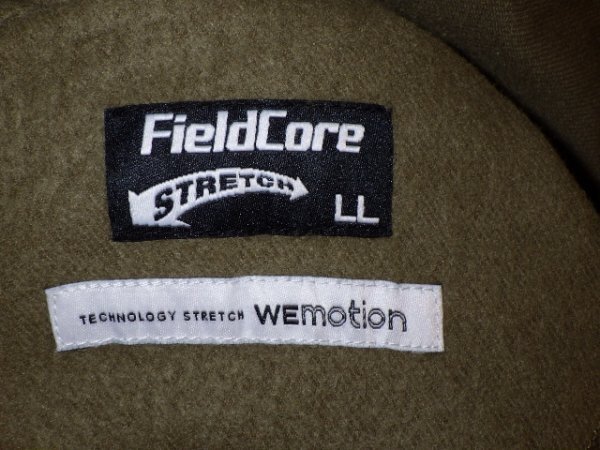 FieldCore
STRETCH
LL
TECHNOLOGY STRETCH WEmotion